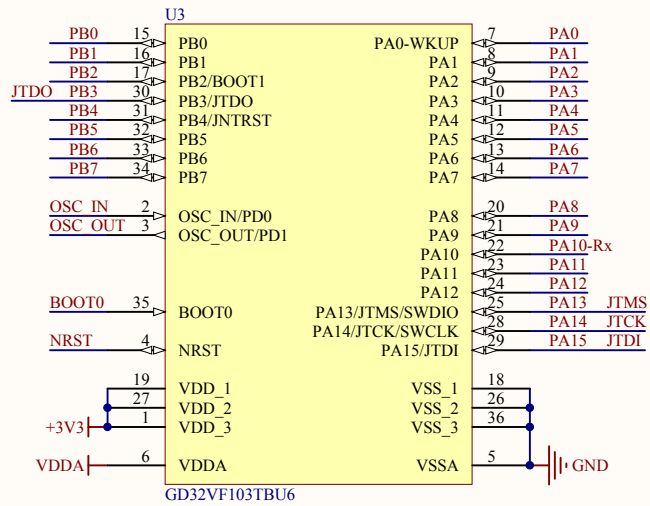 U3
PB0 15 PB0 PA0-WKUP 7 PA0
PB1 16 PB1 PA1 8 PA1
PB2 17 PB2/BOOT1 PA2 9 PA2
JTDO PB3 30 PB3/JTDO PA3 10 PA3
PB4 31 PB4/JNTRST PA4 11 PA4
PB5 32 PB5 PA5 12 PA5
PB6 33 PB6 PA6 13 PA6
PB7 34 PB7 PA7 14 PA7
OSC_IN 2 OSC_IN/PD0 PA8 20 PA8
OSC_OUT 3 OSC_OUT/PD1 PA9 21 PA9
PA10 22 PA10-Rx
PA11 23 PA11
PA12 24 PA12
BOOT0 35 BOOT0 PA13/JTMS/SWDIO 25 PA13 JTMS
PA14/JTCK/SWCLK 28 PA14 JTCK
NRST 4 NRST PA15/JTDI 29 PA15 JTDI
19 VDD_1 VSS_1 18
27 VDD_2 VSS_2 26
+3V3 1 VDD_3 VSS_3 36
VDDA 6 VDDA VSSA 5 GND
GD32VF103TBU6